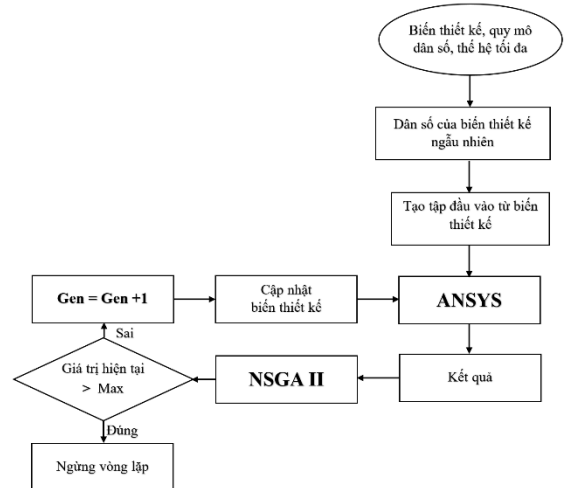 Biến thiết kế, quy mô
dân số, thế hệ tối đa
Dân số của biến thiết kế
ngẫu nhiên
Tạo tập đầu vào từ biến
thiết kế
Gen = Gen +1
Cập nhật
biến thiết kế
ANSYS
Sai
Giá trị hiện tại
> Max
NSGA II
Kết quả
Đúng
Ngừng vòng lặp